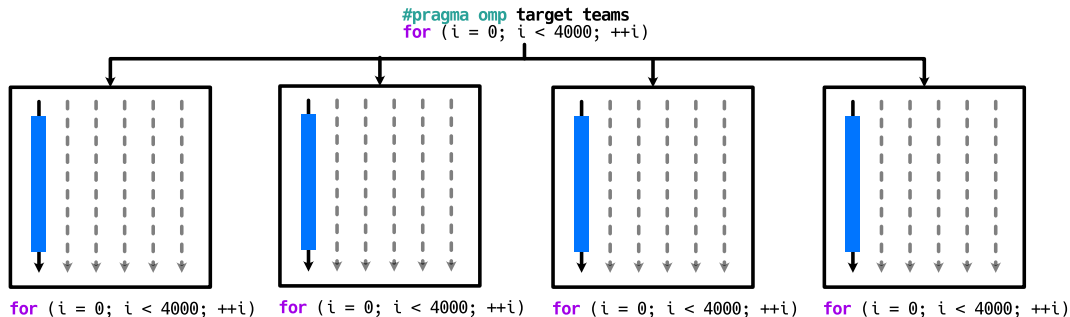 #pragma omp target teams
for (i = 0; i < 4000; ++i)
for (i = 0; i < 4000; ++i)
for (i = 0; i < 4000; ++i)
for (i = 0; i < 4000; ++i)
for (i = 0; i < 4000; ++i)